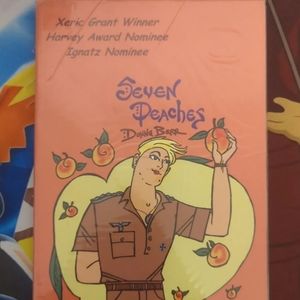 Xeric Grant Winner
Harvey Award Nominee
Ignatz Nominee
Seven
Peaches
Donna Barr